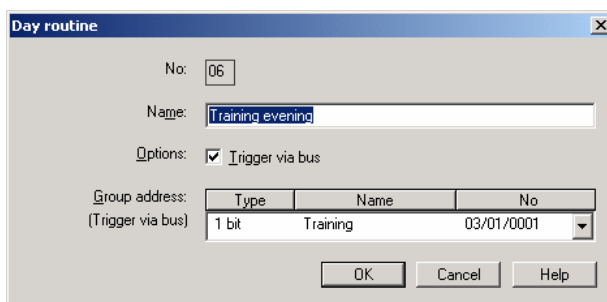 Day routine
No: 06
Name: Training evening
Options: Trigger via bus
Group address: Type Name No
(Trigger via bus) 1 bit Training 03/01/0001
OK Cancel Help